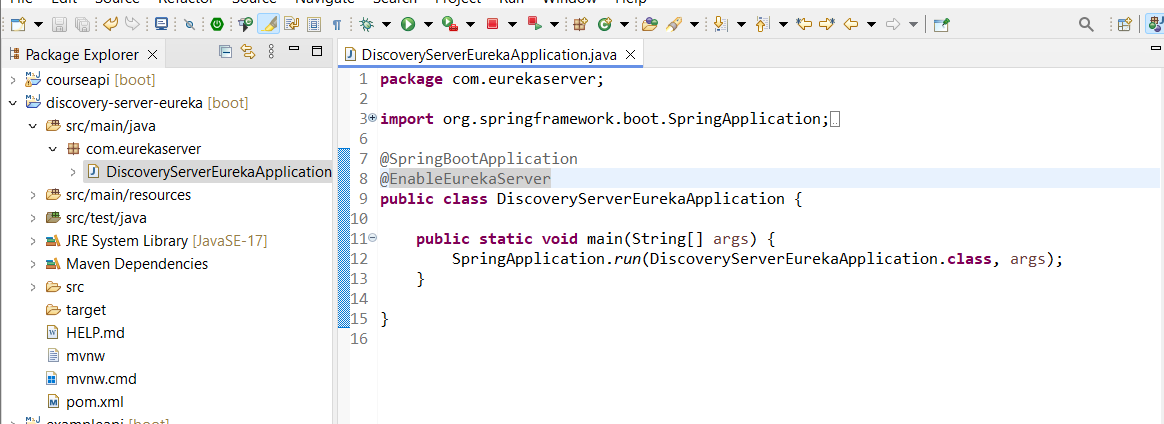 Package Explorer
courseapi [boot]
discovery-server-eureka [boot]
src/main/java
com.eurekaserver
DiscoveryServerEurekaApplication
src/main/resources
src/test/java
JRE System Library [JavaSE-17]
Maven Dependencies
src
target
HELP.md
mvnw
mvnw.cmd
pom.xml
exampleapi [boot]
DiscoveryServerEurekaApplication.java
1 package com.eurekaserver;
2
3 import org.springframework.boot.SpringApplication;
6
7 @SpringBootApplication
8 @EnableEurekaServer
9 public class DiscoveryServerEurekaApplication {
10
11 public static void main(String[] args) {
12 SpringApplication.run(DiscoveryServerEurekaApplication.class, args);
13 }
14
15 }
16